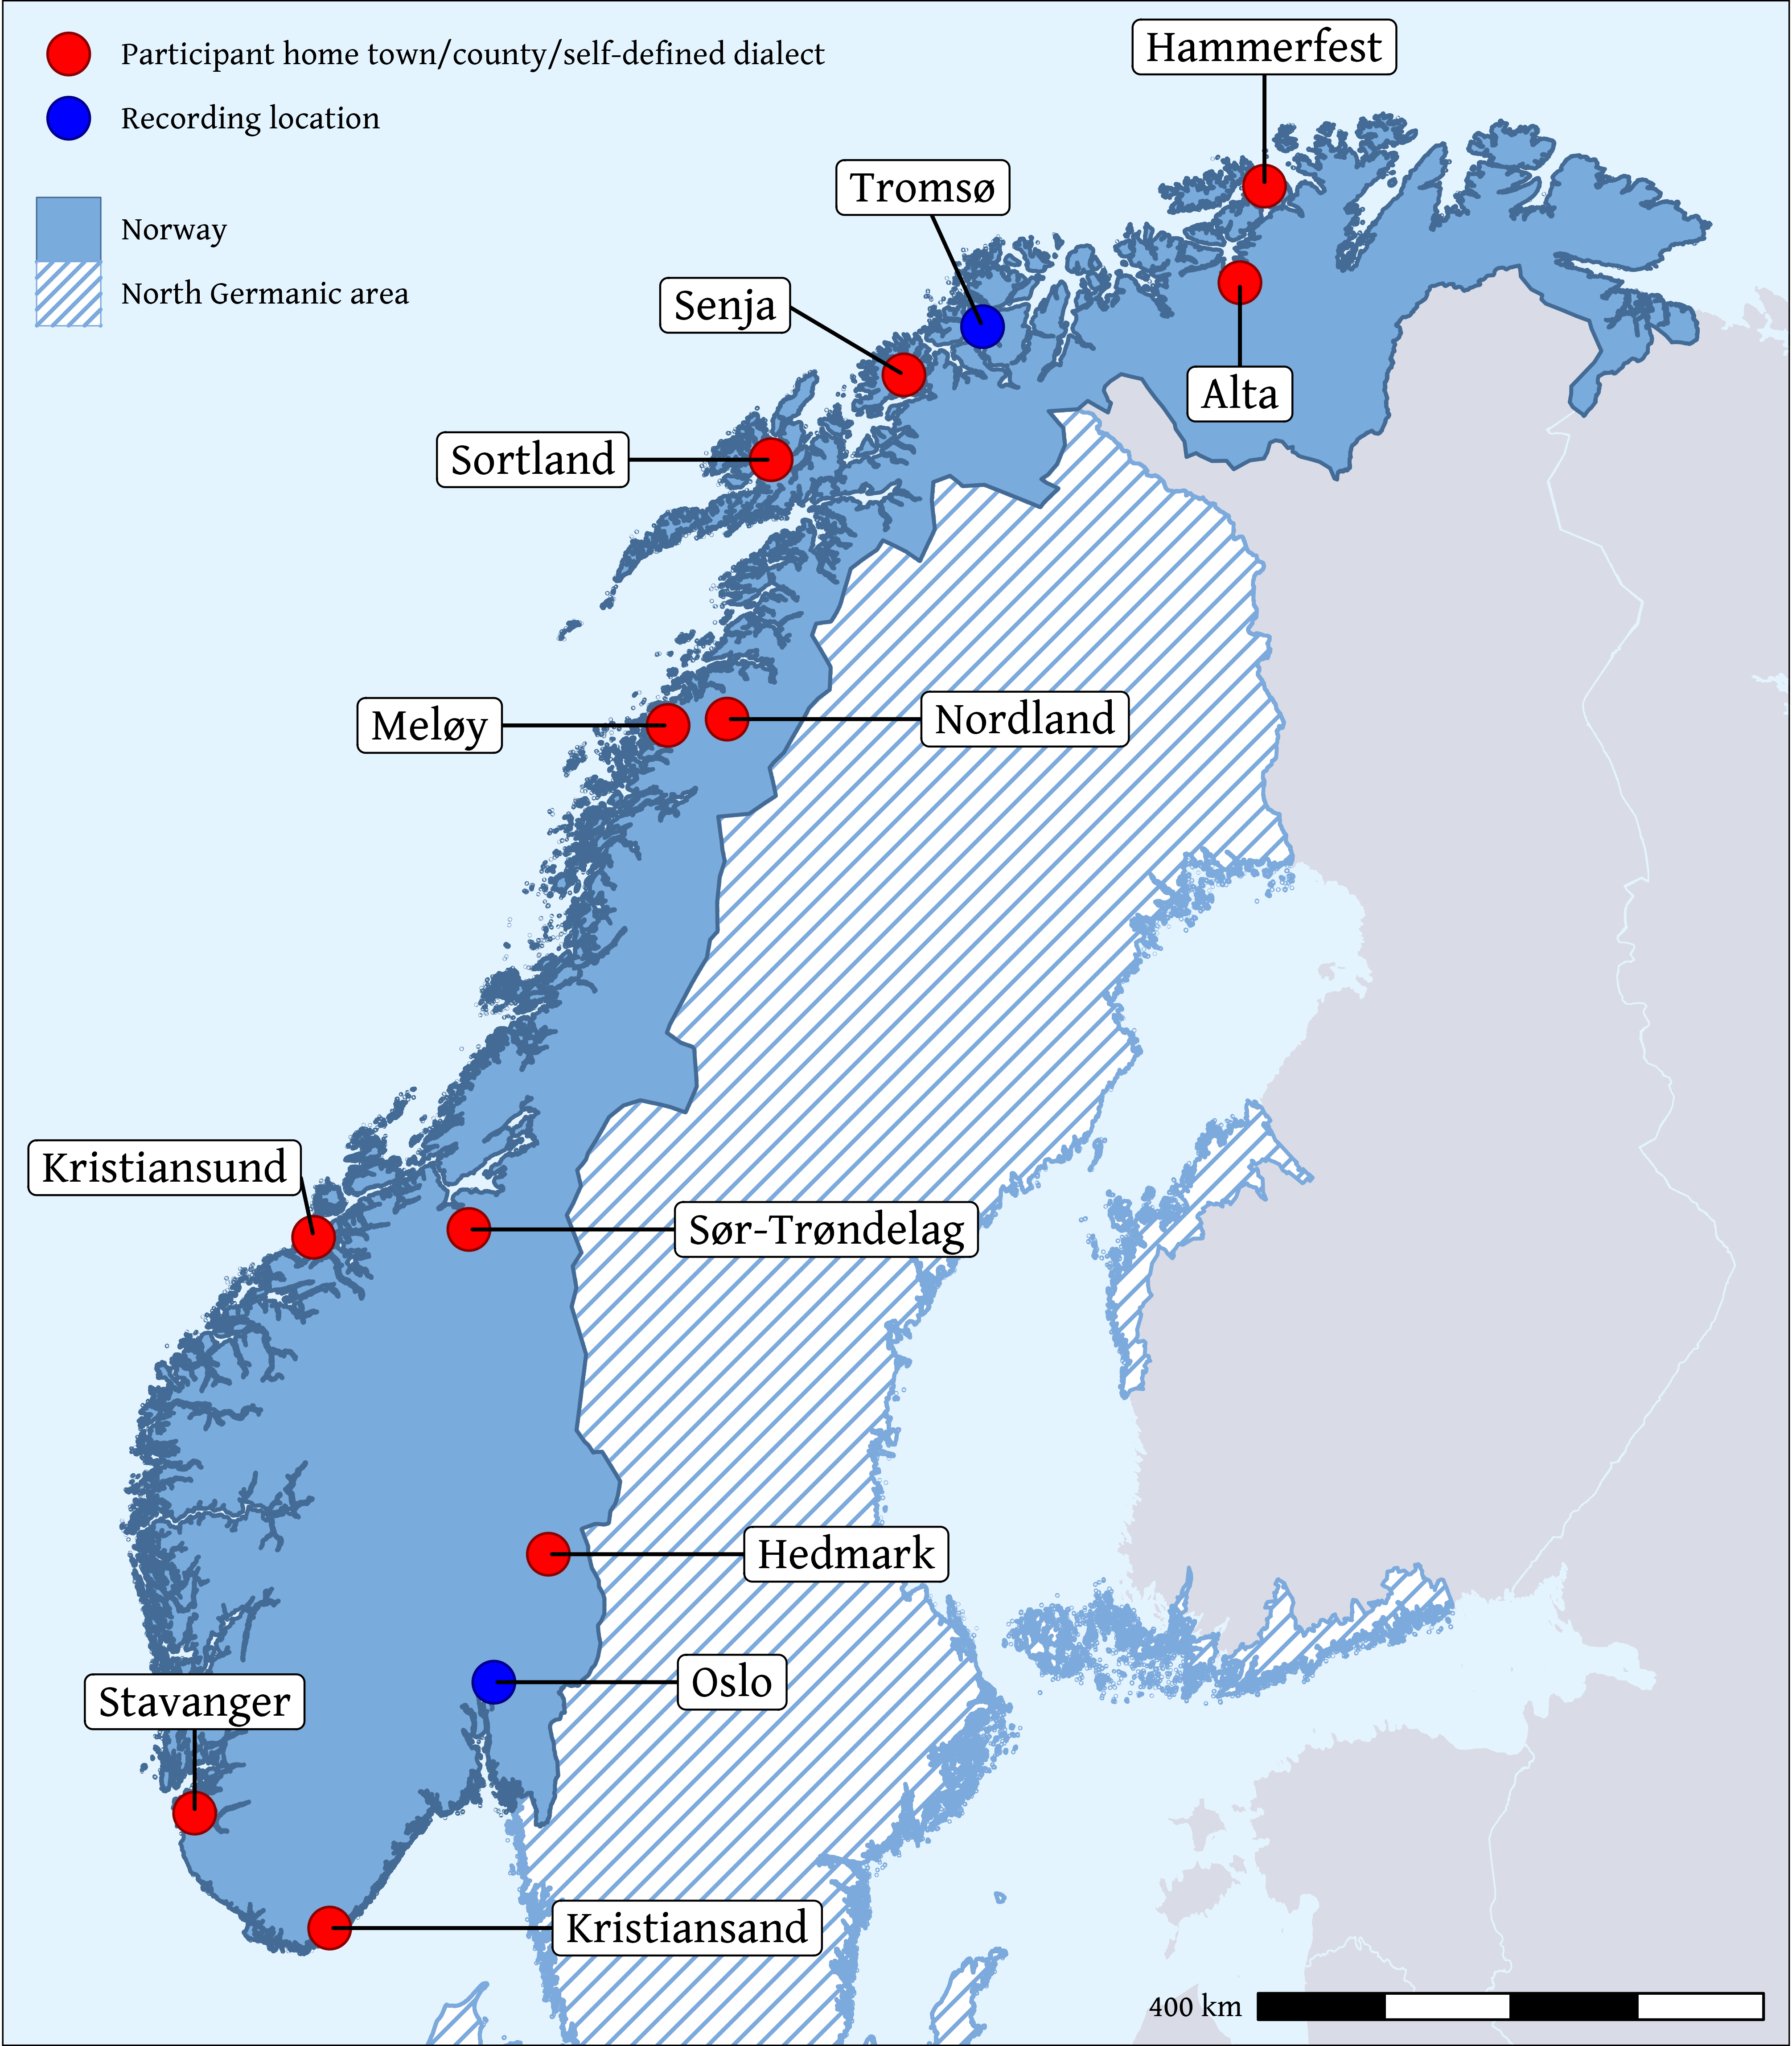 Participant home town/county/self-defined dialect
Recording location
Norway
North Germanic area
Hammerfest
Tromsø
Senja
Alta
Sortland
Meløy
Nordland
Kristiansund
Sør-Trøndelag
Hedmark
Oslo
Stavanger
Kristiansand
400 km